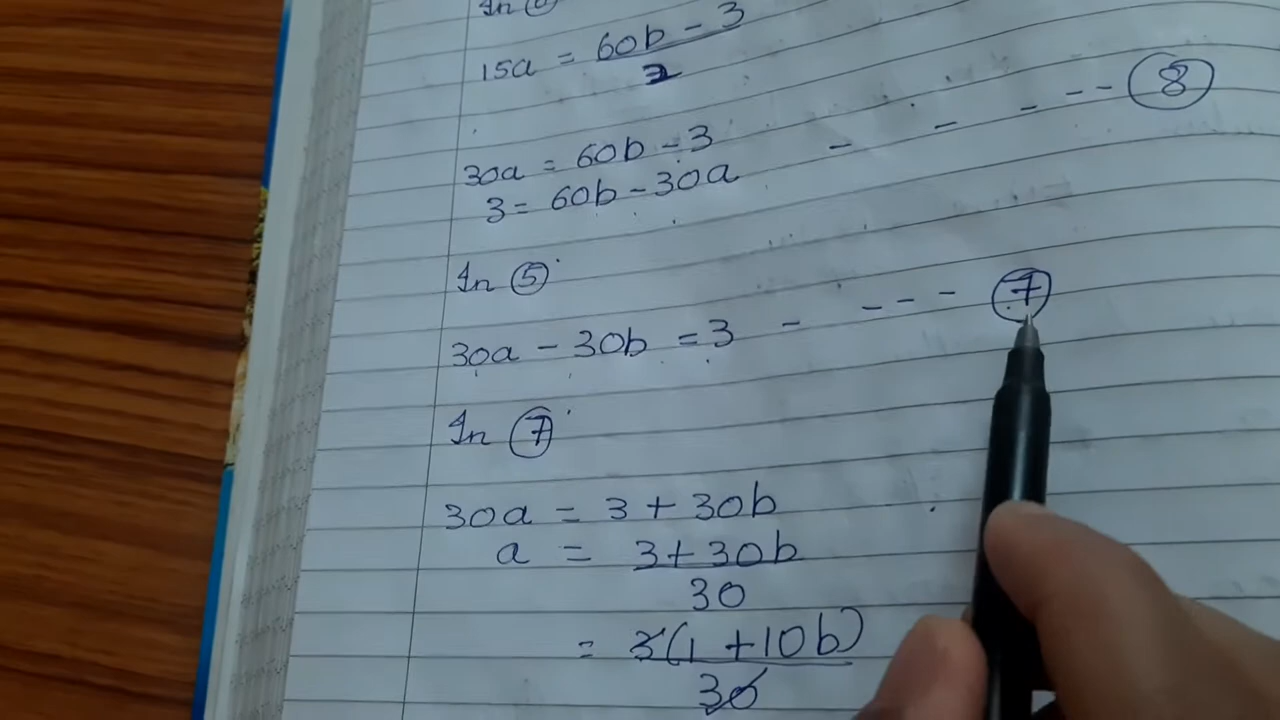 In
15a = 60b - 3
2
- - - - - 8
30a = 60b - 3
3 = 60b - 30a
In 5
30a - 30b = 3 - - - - 7
In 7
30a = 3 + 30b
a = 3 + 30b
30
= 3(1 + 10b)
30